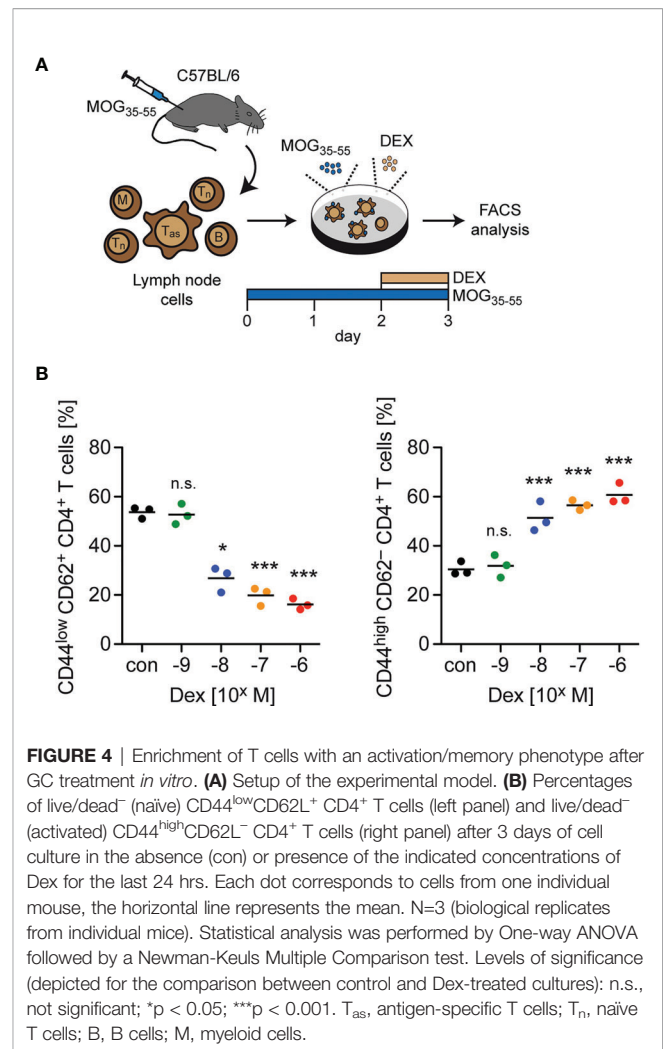 A
C57BL/6
MOG35-55
MOG35-55
DEX
M
Tn
Tas
Tn
B
FACS
analysis
Lymph node
cells
DEX
MOG35-55
0 1 2 3
day
B
CD44low CD62+ CD4+ T cells [%]
80
60
40
20
0
n.s.
*
***
***
con -9 -8 -7 -6
Dex [10x M]
CD44high CD62– CD4+ T cells [%]
80
60
40
20
0
n.s.
***
***
***
con -9 -8 -7 -6
Dex [10x M]
FIGURE 4 | Enrichment of T cells with an activation/memory phenotype after
GC treatment in vitro. (A) Setup of the experimental model. (B) Percentages
of live/dead– (naïve) CD44lowCD62L+ CD4+ T cells (left panel) and live/dead–
(activated) CD44highCD62L– CD4+ T cells (right panel) after 3 days of cell
culture in the absence (con) or presence of the indicated concentrations of
Dex for the last 24 hrs. Each dot corresponds to cells from one individual
mouse, the horizontal line represents the mean. N=3 (biological replicates
from individual mice). Statistical analysis was performed by One-way ANOVA
followed by a Newman-Keuls Multiple Comparison test. Levels of significance
(depicted for the comparison between control and Dex-treated cultures): n.s.,
not significant; *p < 0.05; ***p < 0.001. Tas, antigen-specific T cells; Tn, naïve
T cells; B, B cells; M, myeloid cells.